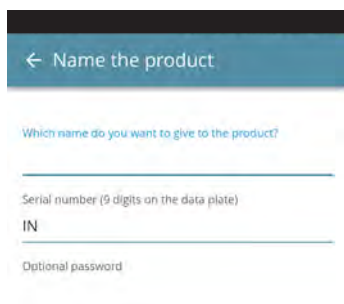 ← Name the product
Which name do you want to give to the product?
Serial number (9 digits on the data plate)
IN
Optional password